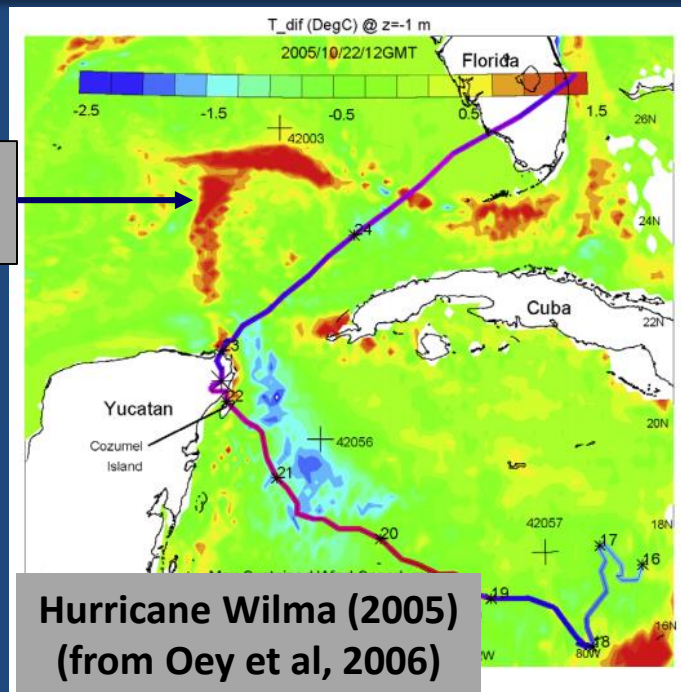 T_dif (DegC) @ z=-1 m
2005/10/22/12GMT
Florida
-2.5 -1.5 -0.5 0.5 1.5
26N
42003
24N
24
Cuba
22N
23
22
Yucatan
20N
Cozumel
Island
42056
21
18N
42057
20
17
16
19
16N
18
80W
Hurricane Wilma (2005)
(from Oey et al, 2006)